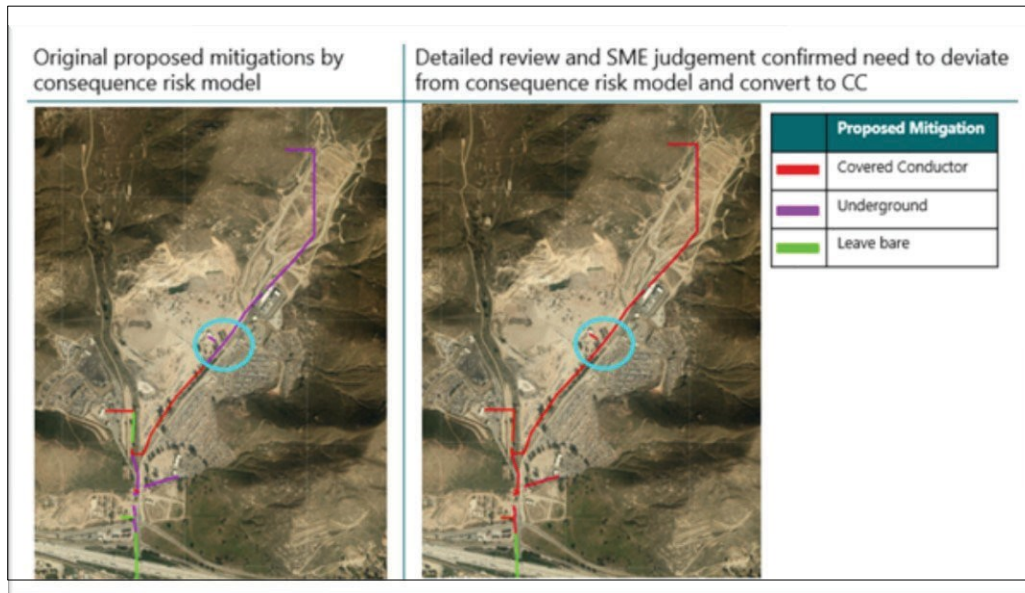 Original proposed mitigations by
consequence risk model
Detailed review and SME judgement confirmed need to deviate
from consequence risk model and convert to CC
Proposed Mitigation
Covered Conductor
Underground
Leave bare